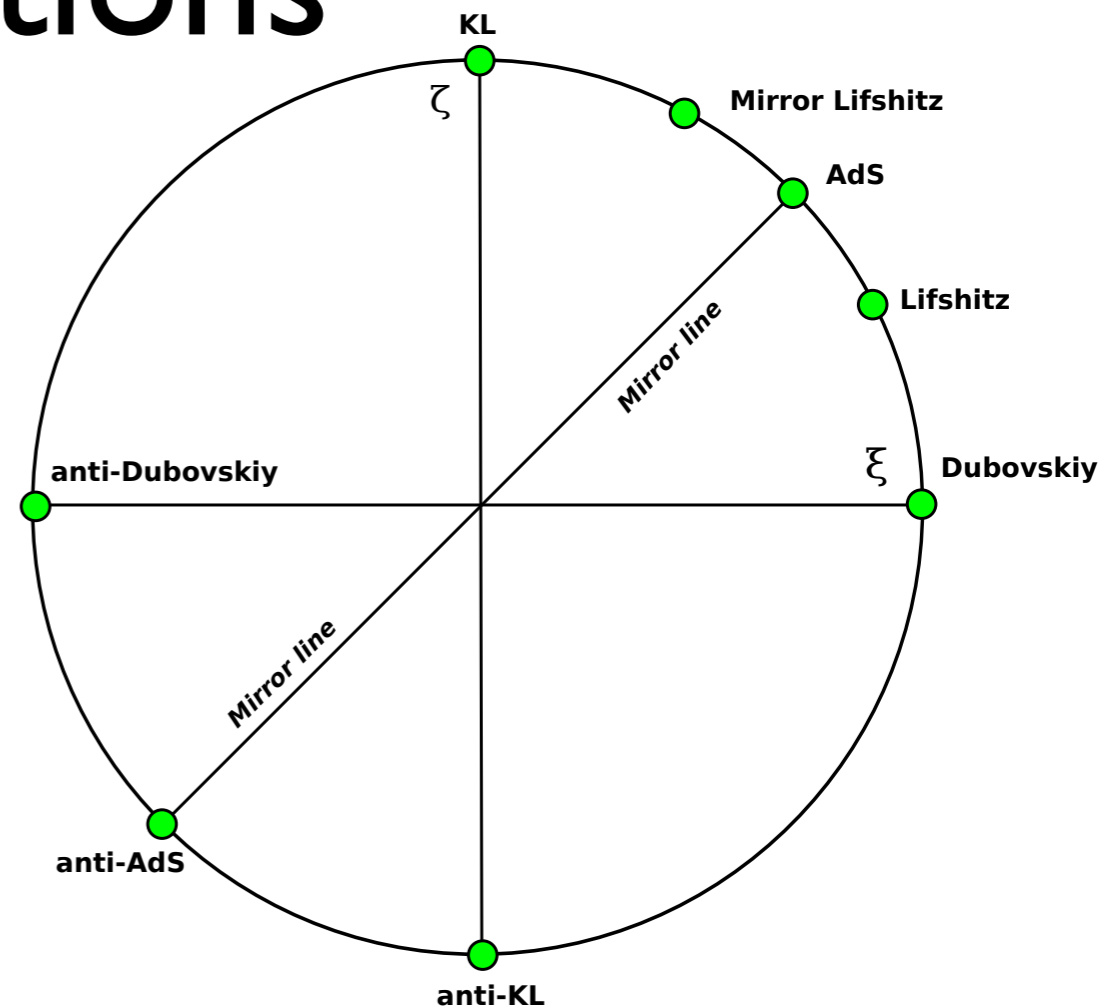 tions
KL
ζ
Mirror Lifshitz
AdS
Lifshitz
Mirror line
ξ
Dubovskiy
anti-Dubovskiy
Mirror line
anti-AdS
anti-KL